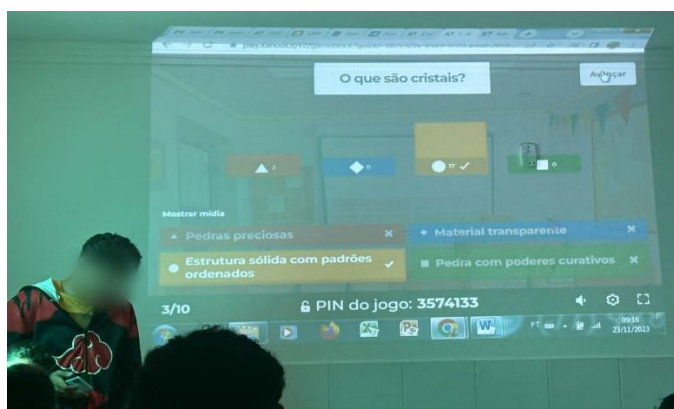 O que são cristais?
Avançar
Mostrar mídia
Pedras preciosas
Material transparente
Estrutura sólida com padrões
ordenados
Pedra com poderes curativos
3/10
PIN do jogo: 3574133
PT
09:16
23/11/2023